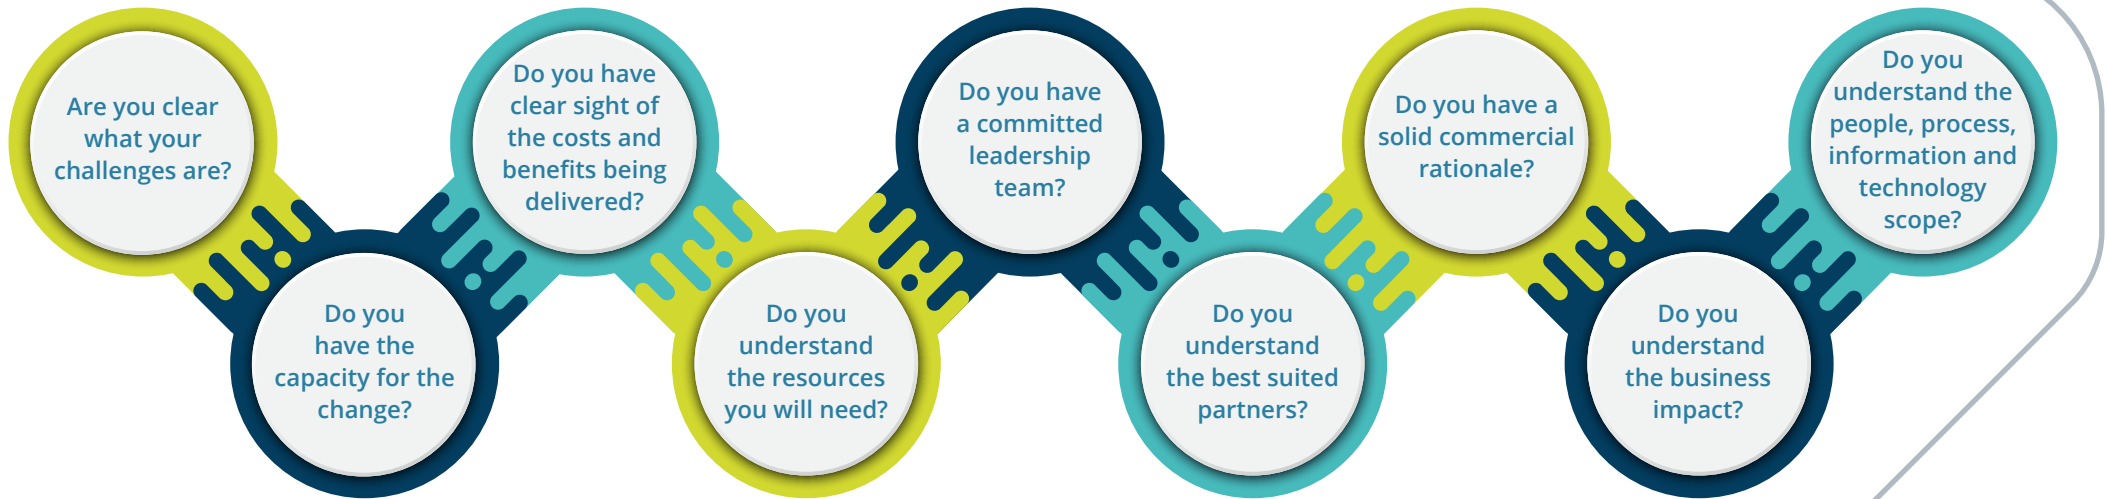 Are you clear
what your
challenges are?
Do you
have the
capacity for the
change?
Do you have
clear sight of
the costs and
benefits being
delivered?
Do you
understand
the resources
you will need?
Do you have
a committed
leadership
team?
Do you
understand
the best suited
partners?
Do you have a
solid commercial
rationale?
Do you
understand
the business
impact?
Do you
understand the
people, process,
information and
technology
scope?